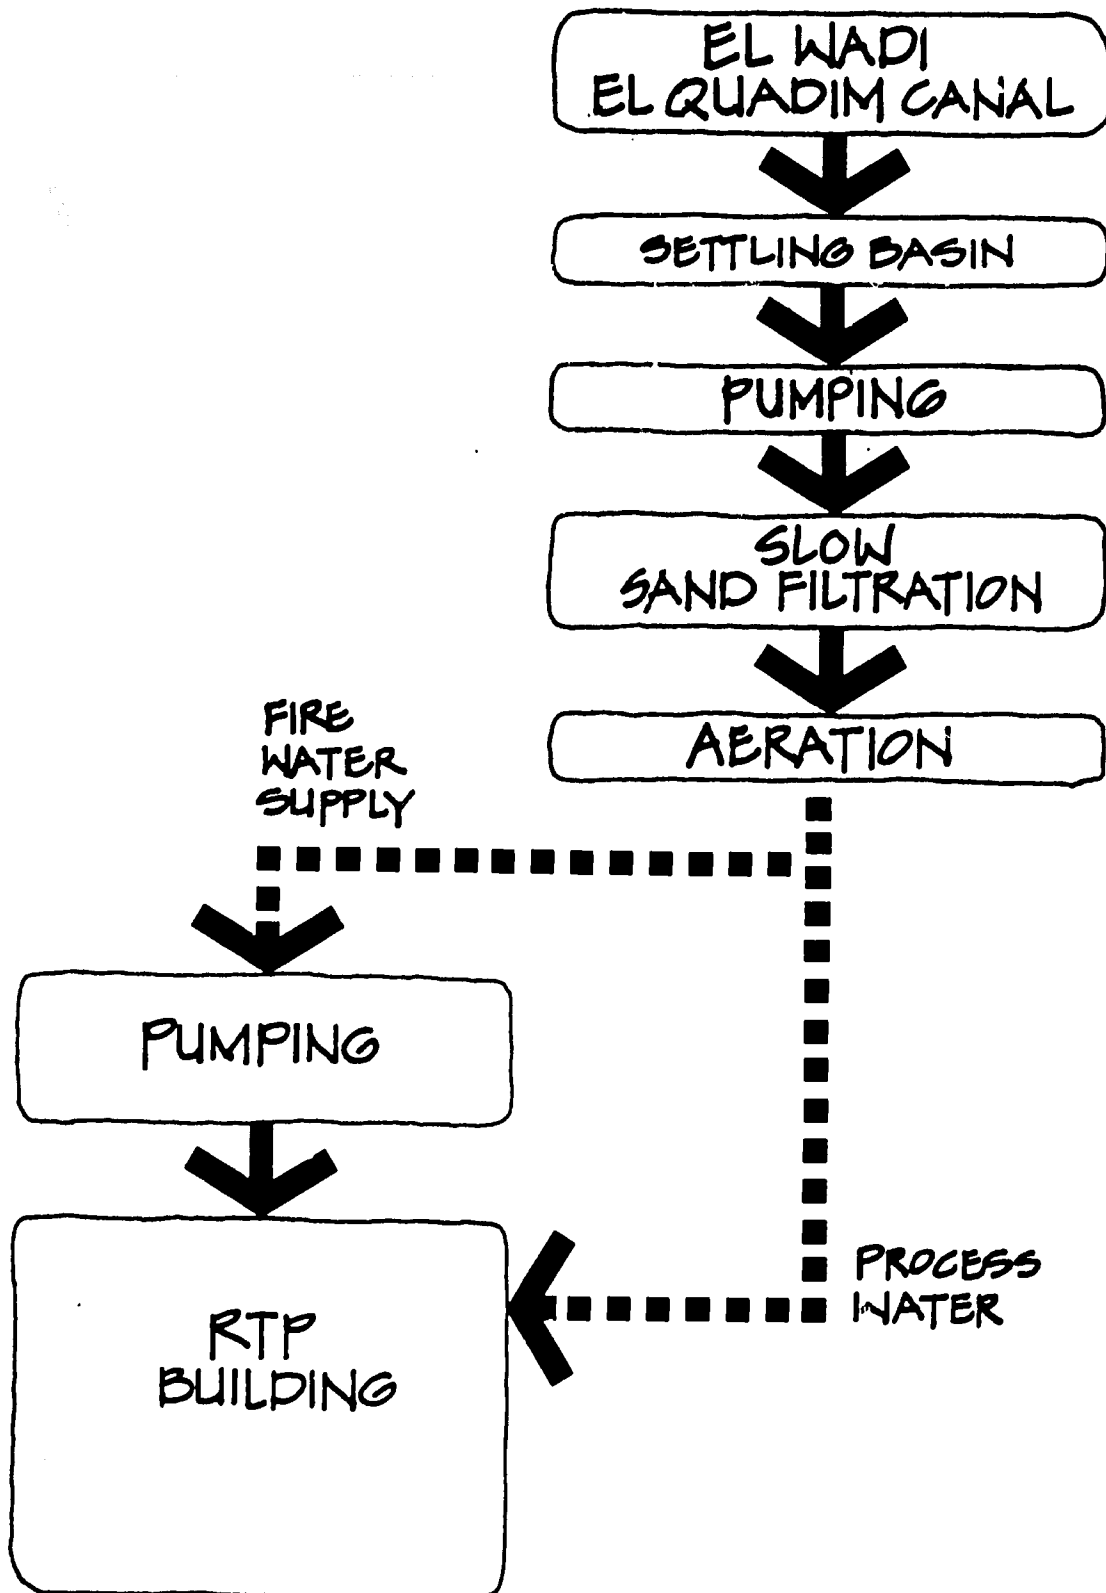 EL WADI
EL QUADIM CANAL
SETTLING BASIN
PUMPING
SLOW
SAND FILTRATION
AERATION
FIRE
WATER
SUPPLY
PUMPING
PROCESS
WATER
RTP
BUILDING